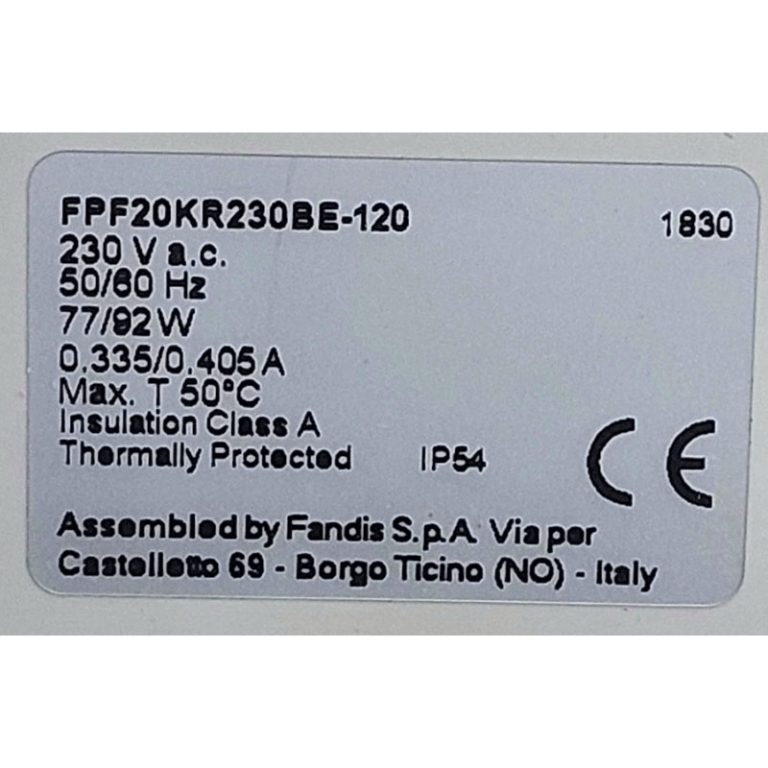 FPF20KR230BE-120 1830
230 V a.c.
50/60 Hz
77/92 W
0.335/0.405 A
Max. T 50°C
Insulation Class A
Thermally Protected IP54
CE
Assembled by Fandis S.p.A. Via per
Castelletto 69 - Borgo Ticino (NO) - Italy